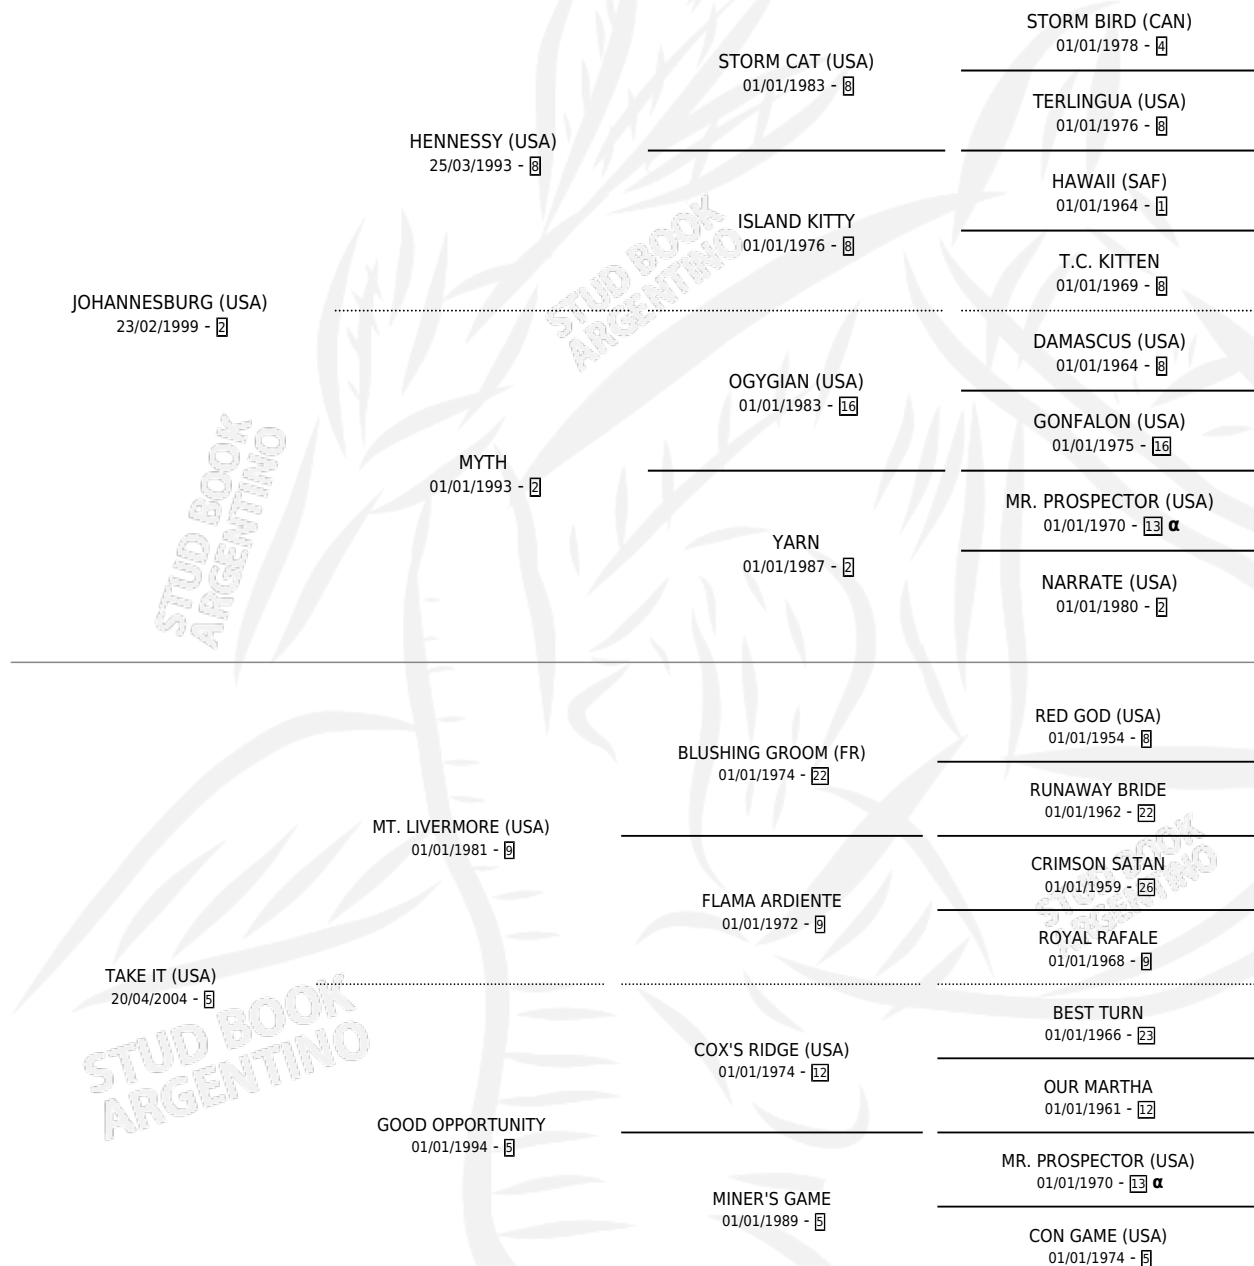 STORM BIRD (CAN)
01/01/1978 - 4
STORM CAT (USA)
01/01/1983 - 8
TERLINGUA (USA)
01/01/1976 - 8
HENNESSY (USA)
25/03/1993 - 8
HAWAII (SAF)
01/01/1964 - 1
ISLAND KITTY
01/01/1976 - 8
T.C. KITTEN
01/01/1969 - 8
JOHANNESBURG (USA)
23/02/1999 - 2
DAMASCUS (USA)
01/01/1964 - 8
OGYGIAN (USA)
01/01/1983 - 16
GONFALON (USA)
01/01/1975 - 16
MYTH
01/01/1993 - 2
MR. PROSPECTOR (USA)
01/01/1970 - 13 α
YARN
01/01/1987 - 2
NARRATE (USA)
01/01/1980 - 2
RED GOD (USA)
01/01/1954 - 8
BLUSHING GROOM (FR)
01/01/1974 - 22
RUNAWAY BRIDE
01/01/1962 - 22
MT. LIVERMORE (USA)
01/01/1981 - 9
CRIMSON SATAN
01/01/1959 - 26
FLAMA ARDIENTE
01/01/1972 - 9
ROYAL RAFALE
01/01/1968 - 9
TAKE IT (USA)
20/04/2004 - 5
BEST TURN
01/01/1966 - 23
COX'S RIDGE (USA)
01/01/1974 - 12
OUR MARTHA
01/01/1961 - 12
GOOD OPPORTUNITY
01/01/1994 - 5
MR. PROSPECTOR (USA)
01/01/1970 - 13 α
MINER'S GAME
01/01/1989 - 5
CON GAME (USA)
01/01/1974 - 5
STUD BOOK
ARGENTINO
STUD BOOK
ARGENTINO
STUD BOOK
ARGENTINO
STUD BOOK
ARGENTINO